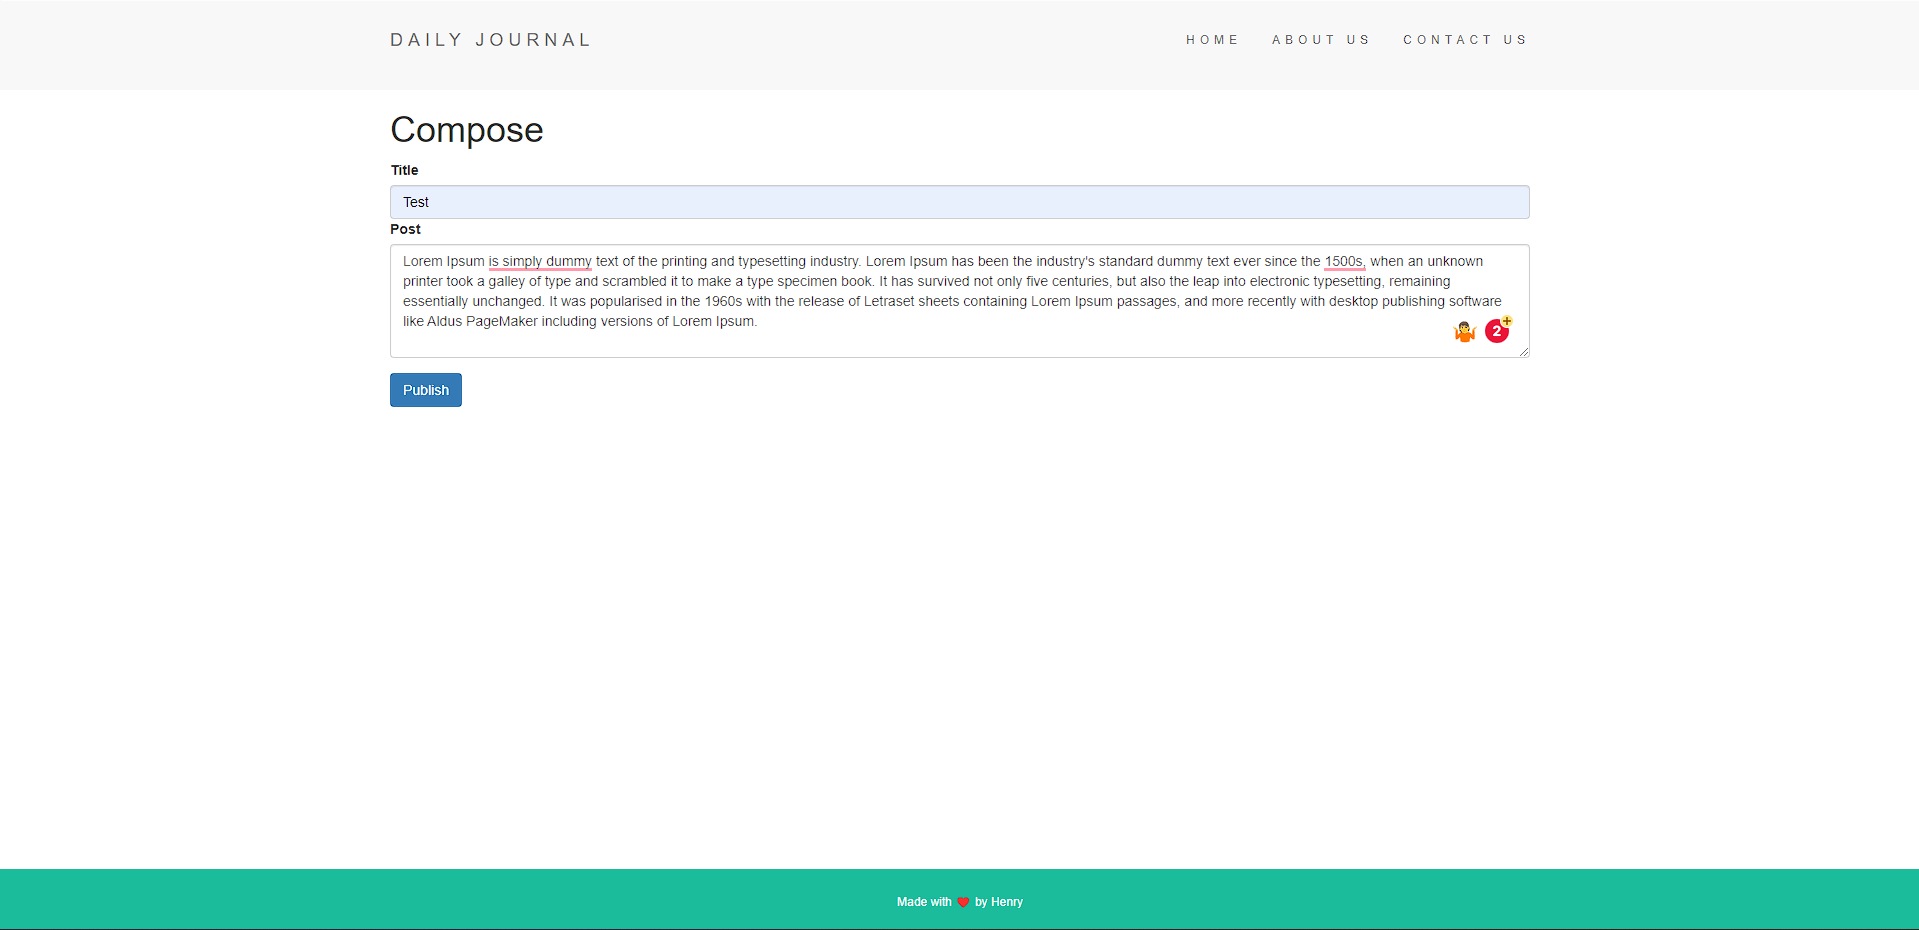 DAILY JOURNAL
HOME ABOUT US CONTACT US
Compose
Title
Test
Post
Lorem Ipsum is simply dummy text of the printing and typesetting industry. Lorem Ipsum has been the industry's standard dummy text ever since the 1500s, when an unknown
printer took a galley of type and scrambled it to make a type specimen book. It has survived not only five centuries, but also the leap into electronic typesetting, remaining
essentially unchanged. It was popularised in the 1960s with the release of Letraset sheets containing Lorem Ipsum passages, and more recently with desktop publishing software
like Aldus PageMaker including versions of Lorem Ipsum.
2+
Publish
Made with ❤️ by Henry